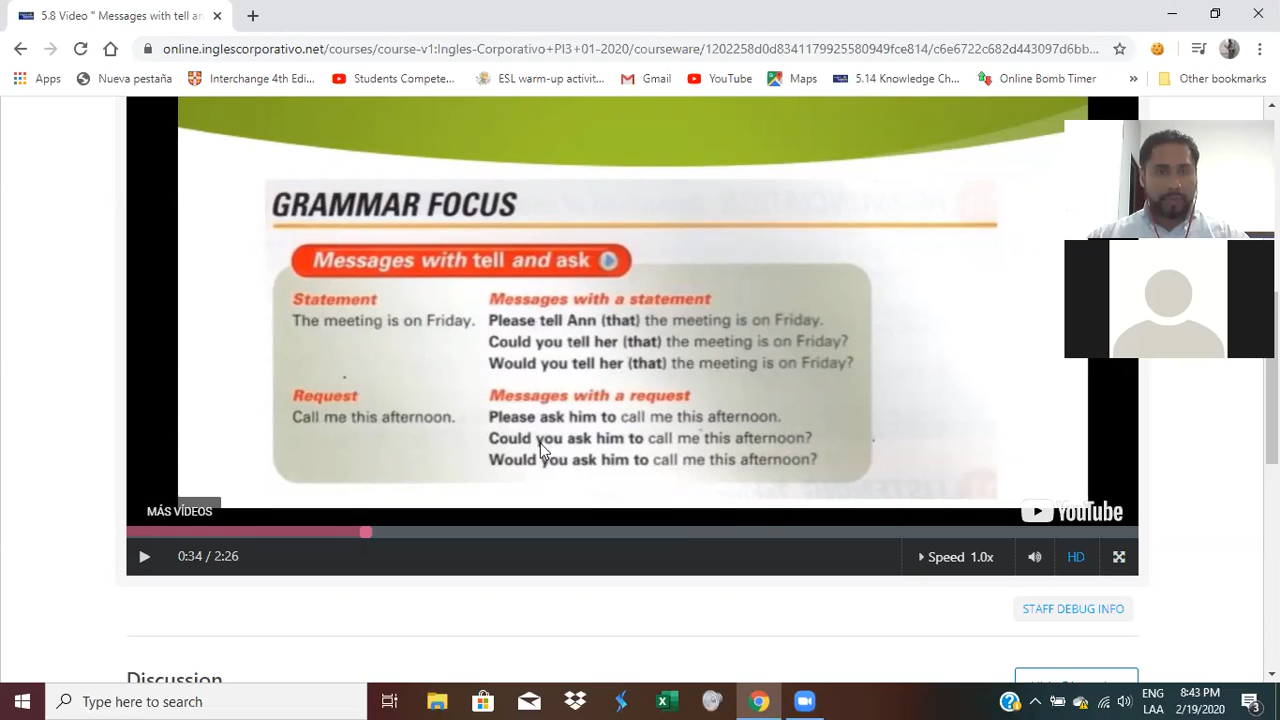 5.8 Video " Messages with tell an
online.inglescorporativo.net/courses/course-v1:Ingles-Corporativo+PI3+01-2020/courseware/1202258d0d8341179925580949fce814/c6e6722c682d443097d6bb...
Apps
Nueva pestaña
Interchange 4th Edi...
Students Compete...
ESL warm-up activit...
Gmail
YouTube
Maps
5.14 Knowledge Ch...
Online Bomb Timer
»
Other bookmarks
GRAMMAR FOCUS
Messages with tell and ask
Statement
The meeting is on Friday.
Messages with a statement
Please tell Ann (that) the meeting is on Friday.
Could you tell her (that) the meeting is on Friday?
Would you tell her (that) the meeting is on Friday?
Request
Call me this afternoon.
Messages with a request
Please ask him to call me this afternoon.
Could you ask him to call me this afternoon?
Would you ask him to call me this afternoon?
MÁS VÍDEOS
YouTube
0:34 / 2:26
Speed 1.0x
HD
STAFF DEBUG INFO
Discussion
Type here to search
ENG
LAA
8:43 PM
2/19/2020
3